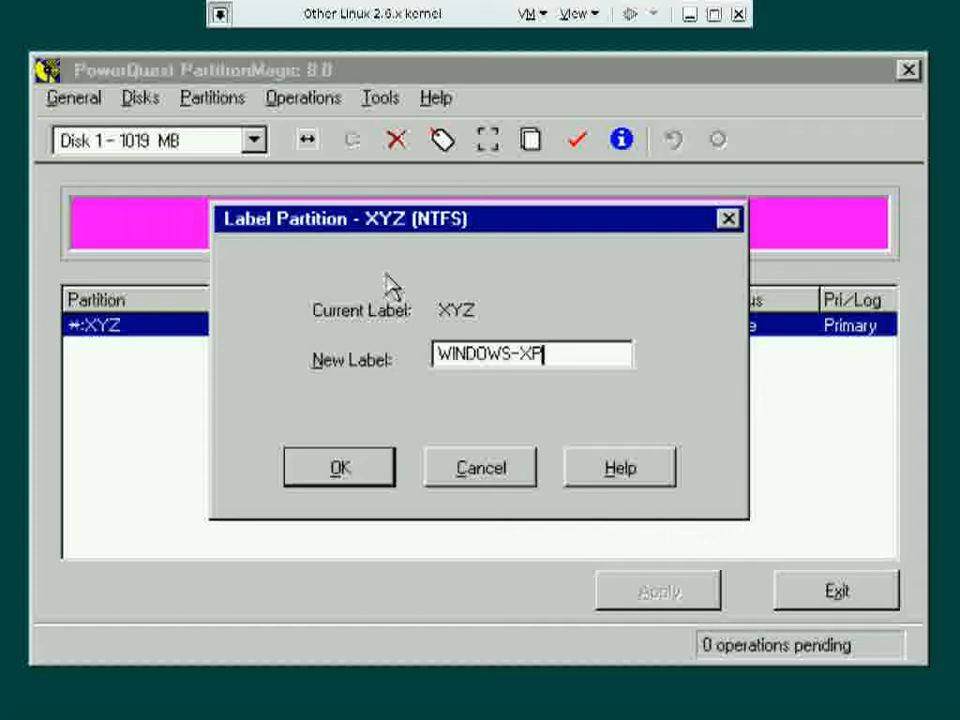 Other Linux 2.6.x kernel VM View
PowerQuest PartitionMagic 8.0
General Disks Partitions Operations Tools Help
Disk 1 - 1019 MB
Label Partition - XYZ (NTFS)
Partition us Pri/Log
*:XYZ e Primary
Current Label: XYZ
New Label: WINDOWS-XP
OK Cancel Help
Apply Exit
0 operations pending